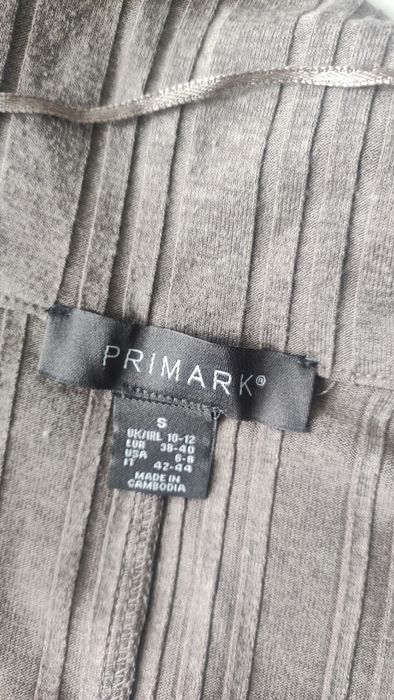 PRIMARK®
S
UK/IRL 10-12
EUR 38-40
USA 6-8
IT 42-44
MADE IN
CAMBODIA